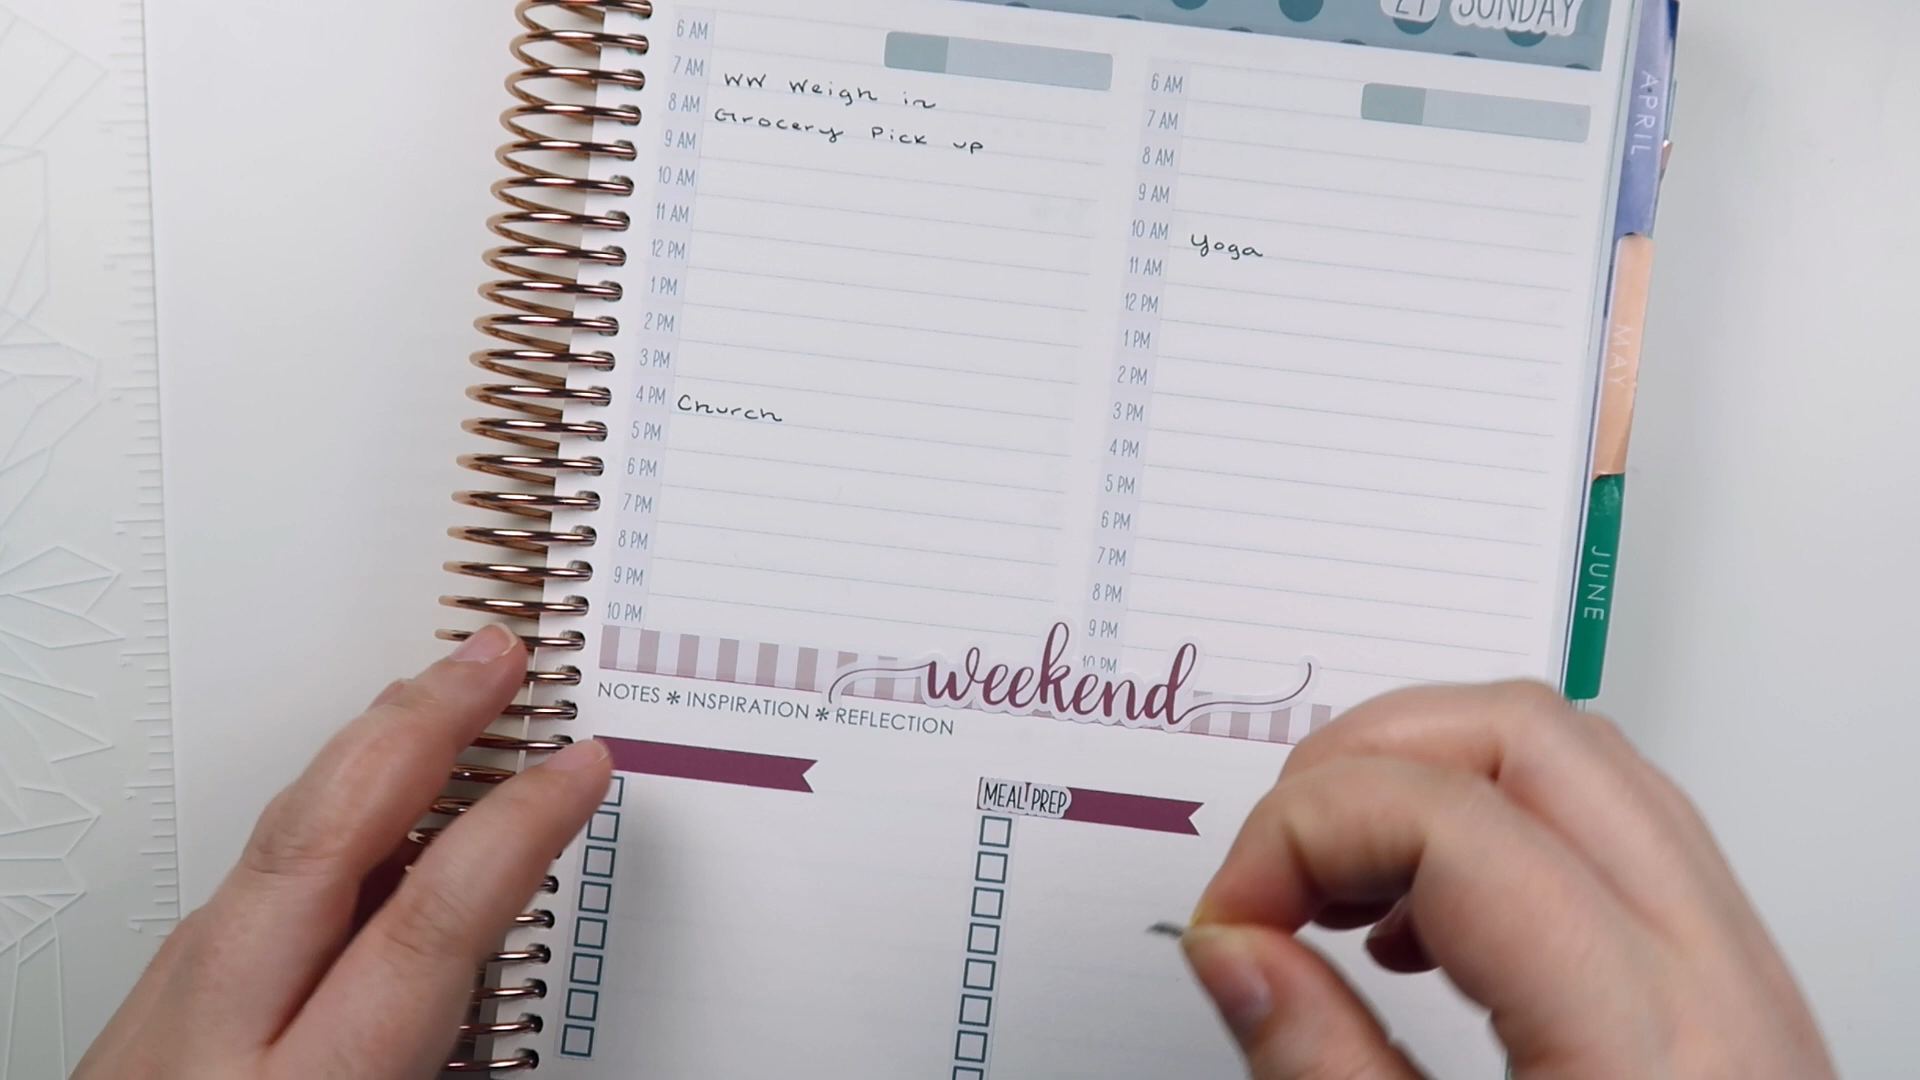 21 SUNDAY
6 AM
7 AM WW Weigh in
8 AM Grocery Pick up
9 AM
10 AM
11 AM
12 PM
1 PM
2 PM
3 PM
4 PM Church
5 PM
6 PM
7 PM
8 PM
9 PM
10 PM
6 AM
7 AM
8 AM
9 AM
10 AM Yoga
11 AM
12 PM
1 PM
2 PM
3 PM
4 PM
5 PM
6 PM
7 PM
8 PM
9 PM
10 PM
weekend
NOTES * INSPIRATION * REFLECTION
MEAL PREP
APRIL
MAY
JUNE